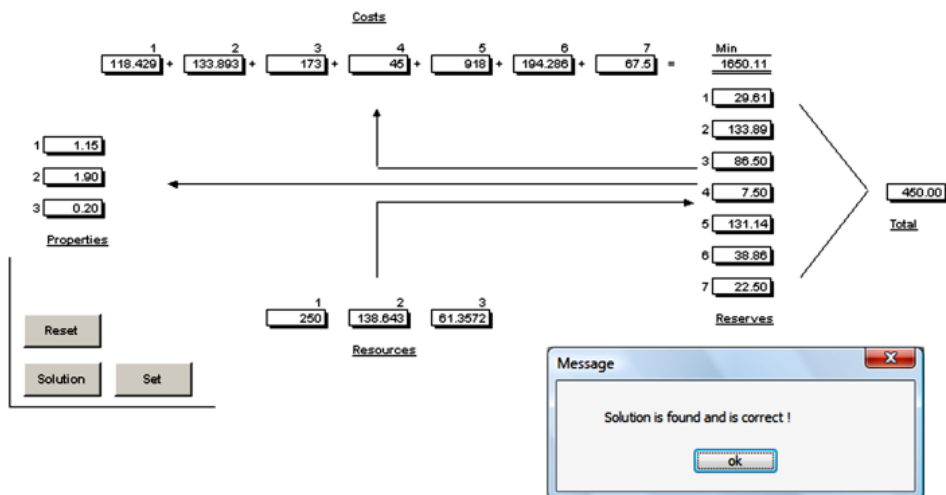 Costs
1 2 3 4 5 6 7 Min
118.429 + 133.893 + 173 + 45 + 918 + 194.286 + 67.5 = 1650.11
1 29.61
2 133.89
1 1.15
3 86.50
2 1.90
4 7.50 450.00
3 0.20
5 131.14 Total
Properties
6 38.86
7 22.50
1 2 3
250 138.643 61.3572 Reserves
Reset
Resources
Message X
Solution Set
Solution is found and is correct !
ok